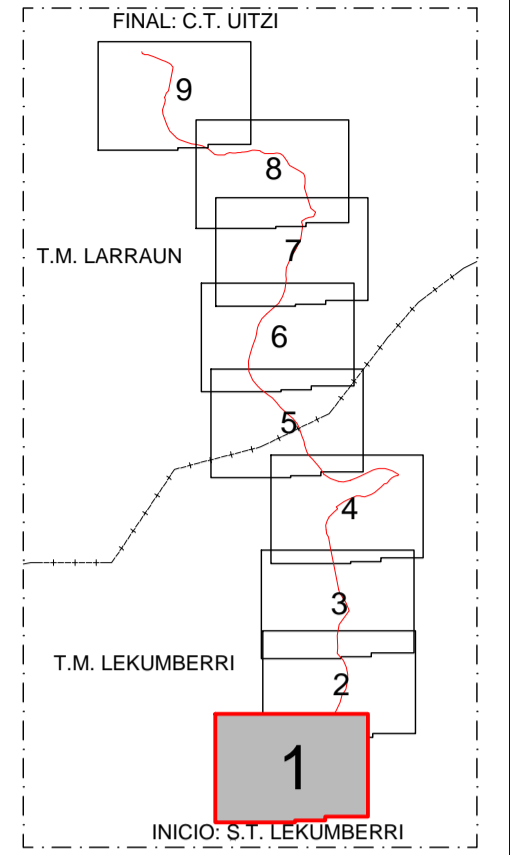 FINAL: C.T. UITZI
9
8
T.M. LARRAUN
7
6
5
4
3
T.M. LEKUMBERRI
2
1
INICIO: S.T. LEKUMBERRI